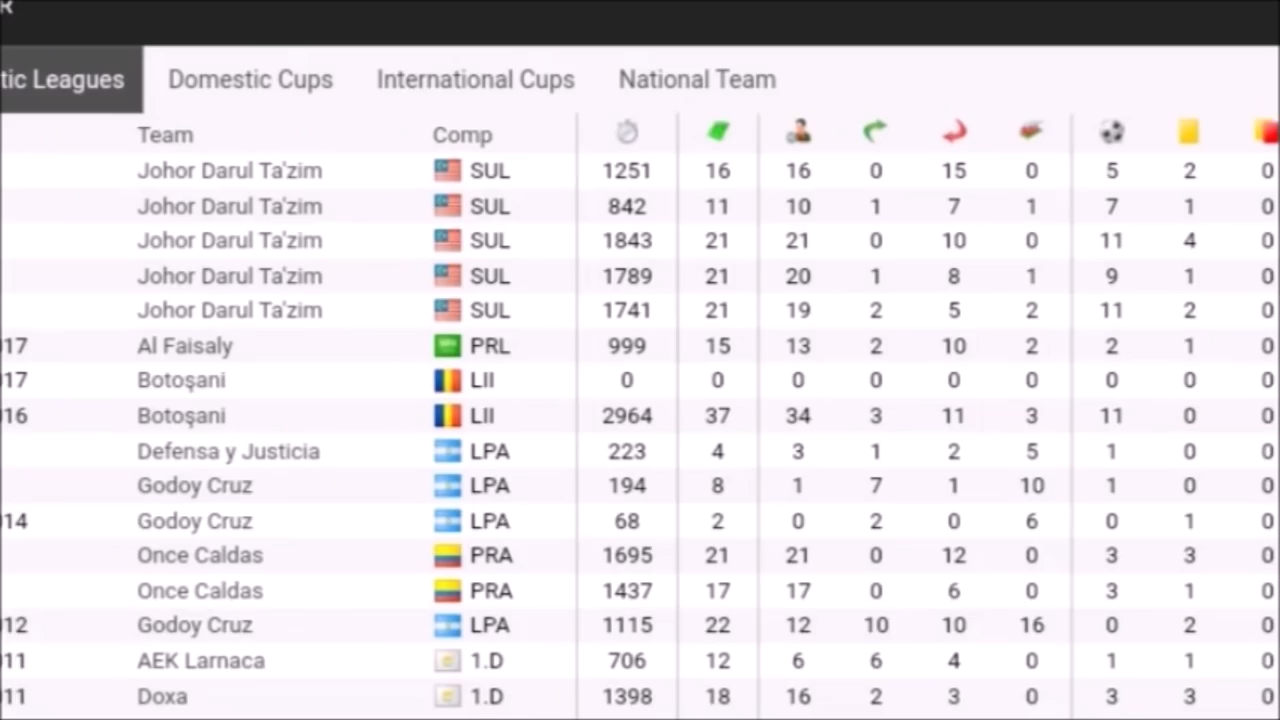 R
tic Leagues Domestic Cups International Cups National Team
Team Comp
Johor Darul Ta'zim SUL 1251 16 16 0 15 0 5 2 0
Johor Darul Ta'zim SUL 842 11 10 1 7 1 7 1 0
Johor Darul Ta'zim SUL 1843 21 21 0 10 0 11 4 0
Johor Darul Ta'zim SUL 1789 21 20 1 8 1 9 1 0
Johor Darul Ta'zim SUL 1741 21 19 2 5 2 11 2 0
017 Al Faisaly PRL 999 15 13 2 10 2 2 1 0
017 Botoşani LII 0 0 0 0 0 0 0 0 0
016 Botoşani LII 2964 37 34 3 11 3 11 0 0
Defensa y Justicia LPA 223 4 3 1 2 5 1 0 0
Godoy Cruz LPA 194 8 1 7 1 10 1 0 0
014 Godoy Cruz LPA 68 2 0 2 0 6 0 1 0
Once Caldas PRA 1695 21 21 0 12 0 3 3 0
Once Caldas PRA 1437 17 17 0 6 0 3 1 0
012 Godoy Cruz LPA 1115 22 12 10 10 16 0 2 0
011 AEK Larnaca 1.D 706 12 6 6 4 0 1 1 0
011 Doxa 1.D 1398 18 16 2 3 0 3 3 0